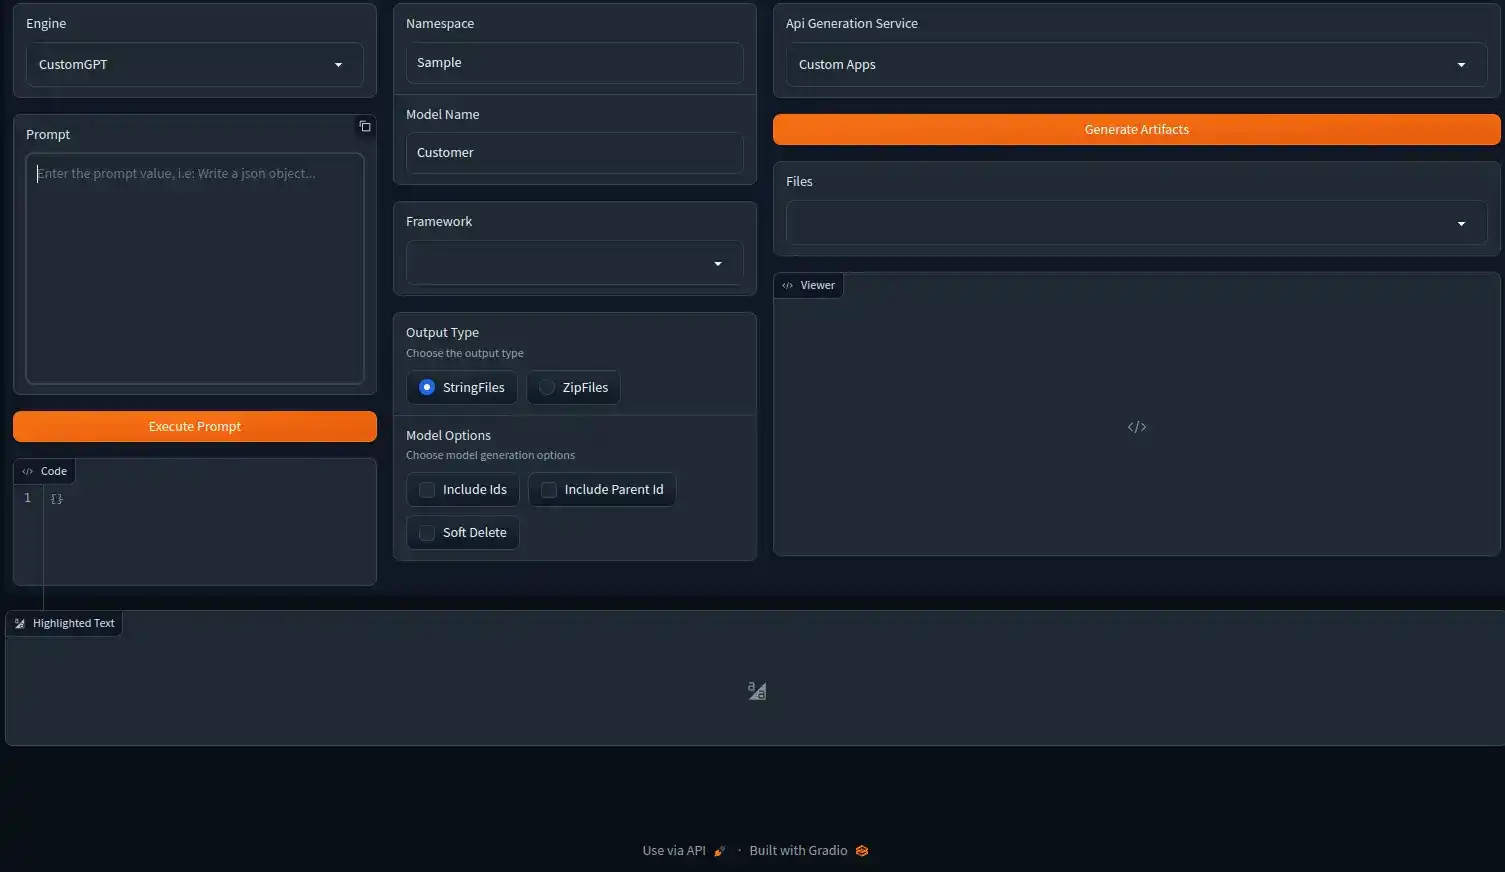 Engine
CustomGPT
Prompt
Enter the prompt value, i.e: Write a json object...
Execute Prompt
</> Code
1 {}
Namespace
Sample
Model Name
Customer
Framework
Output Type
Choose the output type
StringFiles ZipFiles
Model Options
Choose model generation options
Include Ids Include Parent Id
Soft Delete
Api Generation Service
Custom Apps
Generate Artifacts
Files
</> Viewer
</>
Highlighted Text
Use via API · Built with Gradio